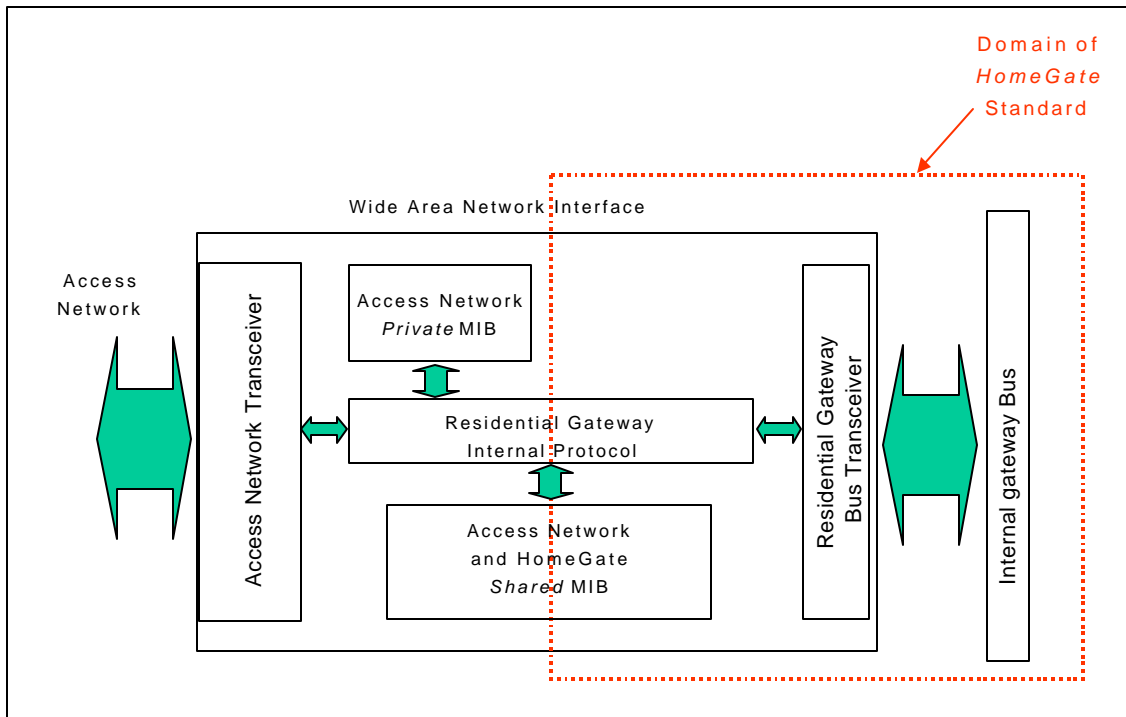 Domain of
HomeGate
Standard
Wide Area Network Interface
Access
Network
Access Network Transceiver
Access Network
Private MIB
Residential Gateway
Internal Protocol
Access Network
and HomeGate
Shared MIB
Residential Gateway
Bus Transceiver
Internal gateway Bus